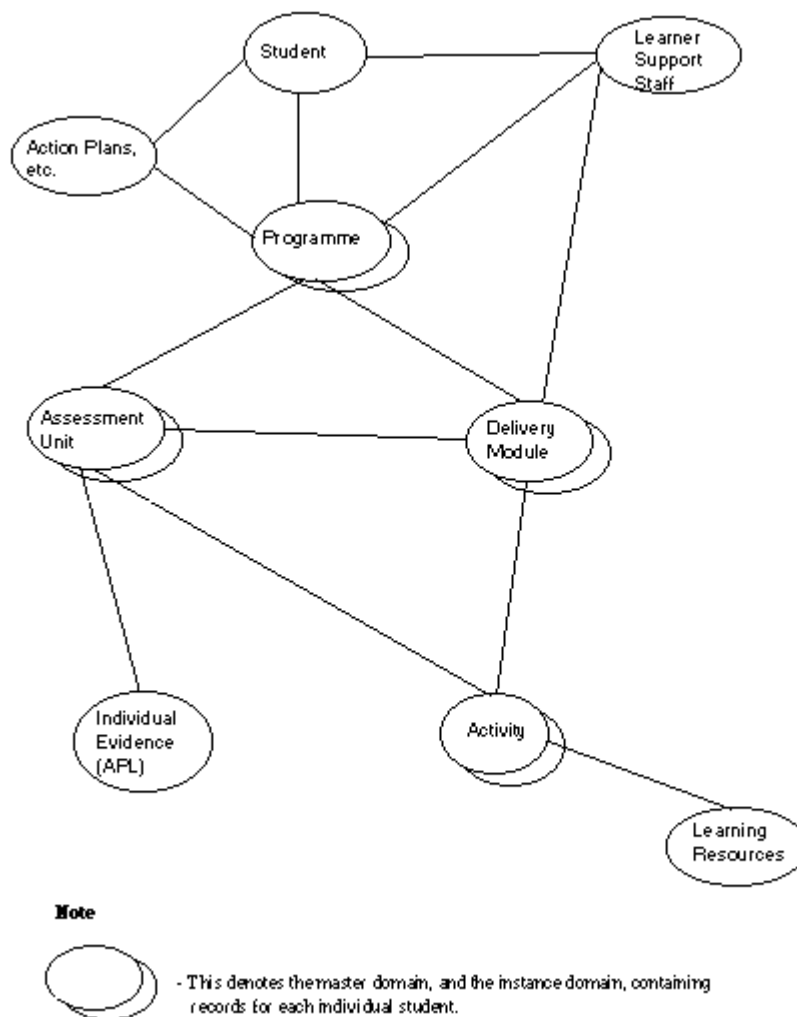 Student
Learner
Support
Staff
Action Plans,
etc.
Programme
Assessment
Unit
Delivery
Module
Individual
Evidence
(APL)
Activity
Learning
Resources
Note
- This denotes the master domain, and the instance domain, containing
records for each individual student.